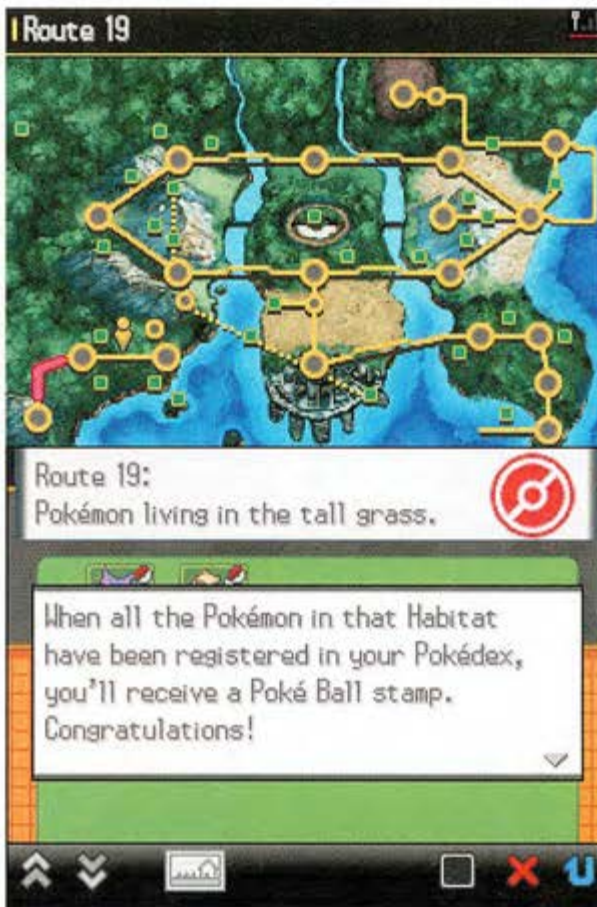 Route 19
Route 19:
Pokémon living in the tall grass.
When all the Pokémon in that Habitat
have been registered in your Pokédex,
you'll receive a Poké Ball stamp.
Congratulations!